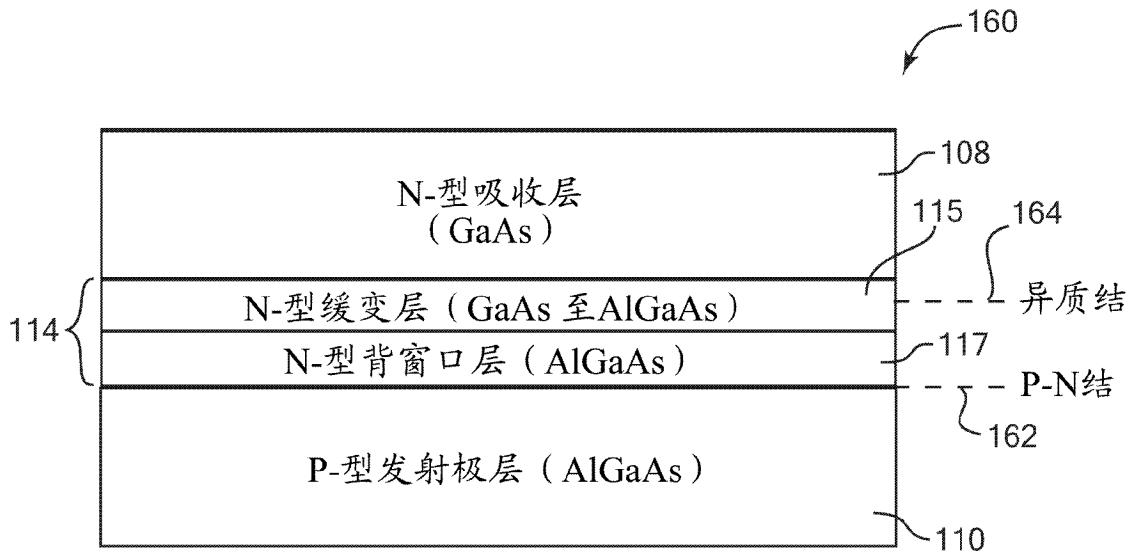 160
108
N-型吸收层
（GaAs）
115
164
N-型缓变层（GaAs 至AlGaAs）
异质结
114
N-型背窗口层（AlGaAs）
117
P-N结
162
P-型发射极层（AlGaAs）
110